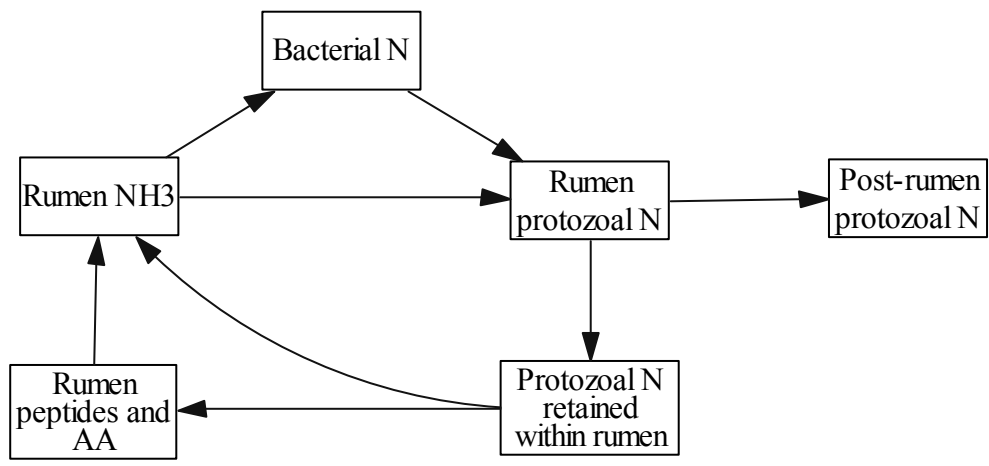 Bacterial N
Rumen NH3
Rumen
protozoal N
Post-rumen
protozoal N
Rumen
peptides and
AA
Protozoal N
retained
within rumen